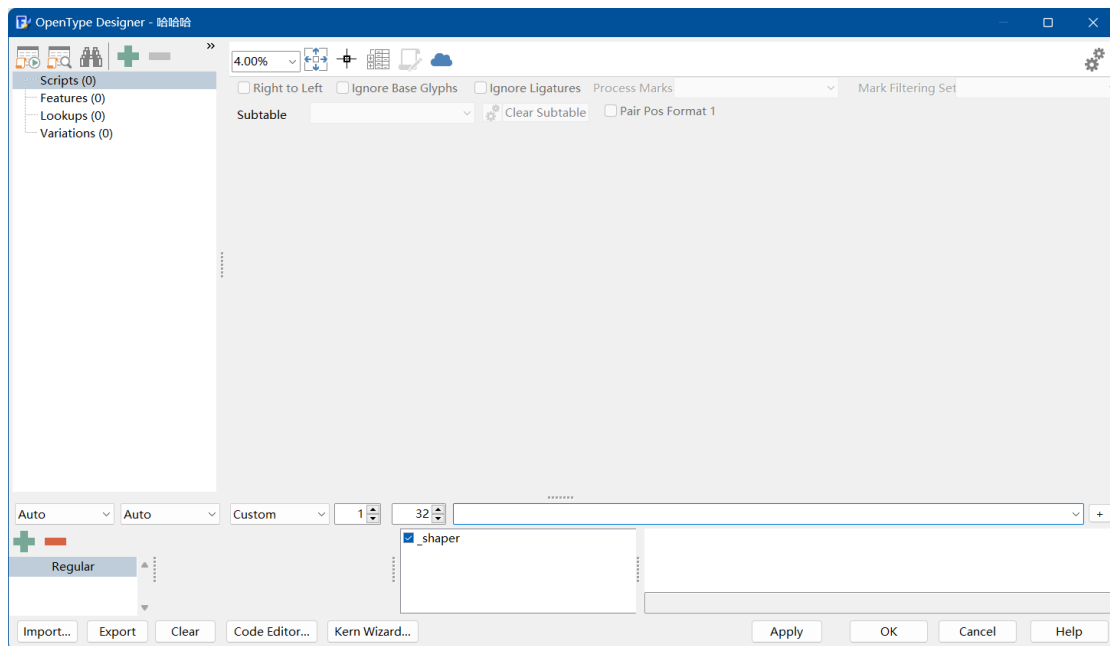 OpenType Designer - 哈哈哈
»
4.00%
Scripts (0)
Features (0)
Lookups (0)
Variations (0)
Right to Left Ignore Base Glyphs Ignore Ligatures Process Marks Mark Filtering Set
Subtable Clear Subtable Pair Pos Format 1
Auto Auto Custom 1 32 +
_shaper
Regular
Import... Export Clear Code Editor... Kern Wizard... Apply OK Cancel Help